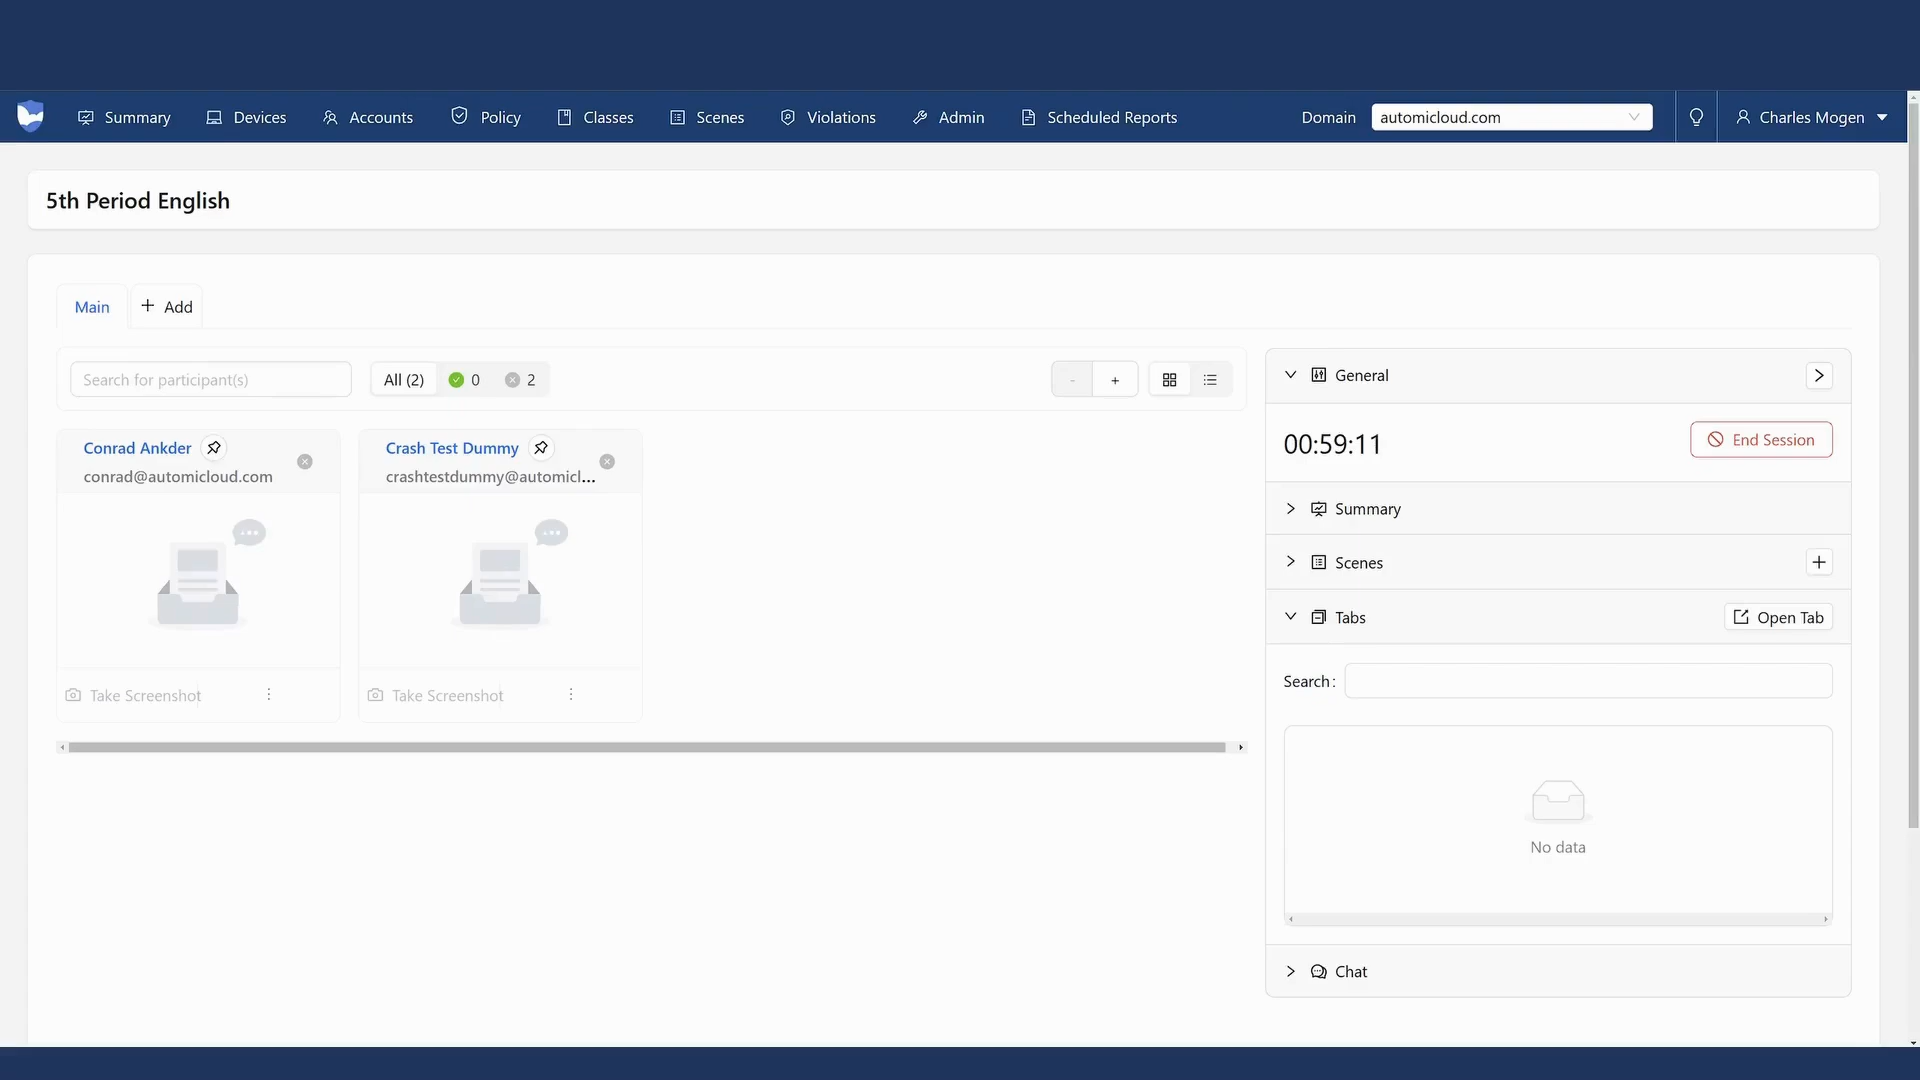 Summary Devices Accounts Policy Classes Scenes Violations Admin Scheduled Reports Domain automicloud.com Charles Mogen
5th Period English
Main + Add
Search for participant(s) All (2) 0 2 - +
Conrad Ankder
conrad@automicloud.com
Take Screenshot
Crash Test Dummy
crashtestdummy@automicl...
Take Screenshot
General
00:59:11 End Session
Summary
Scenes
Tabs Open Tab
Search:
No data
Chat